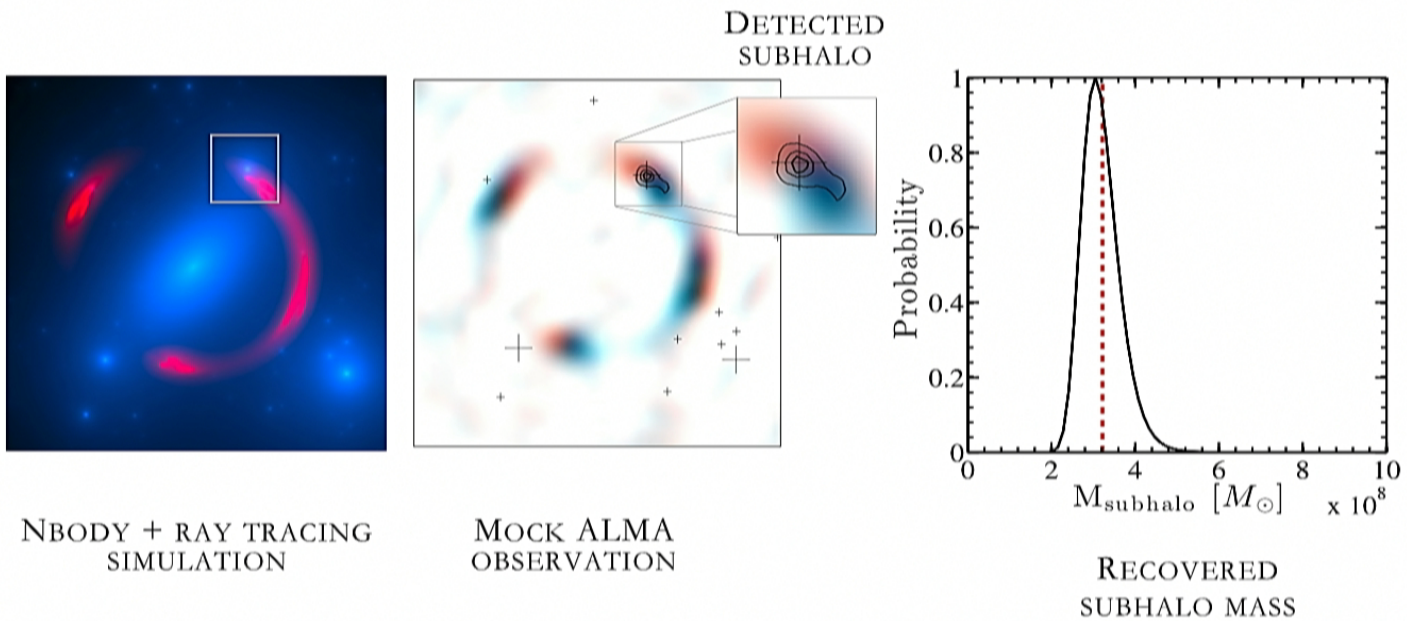 DETECTED
SUBHALO
1
0.8
0.6
0.4
0.2
0
Probability
0 2 4 6 8 10
M_subhalo [M_⊙] x 10^8
NBODY + RAY TRACING
SIMULATION
MOCK ALMA
OBSERVATION
RECOVERED
SUBHALO MASS